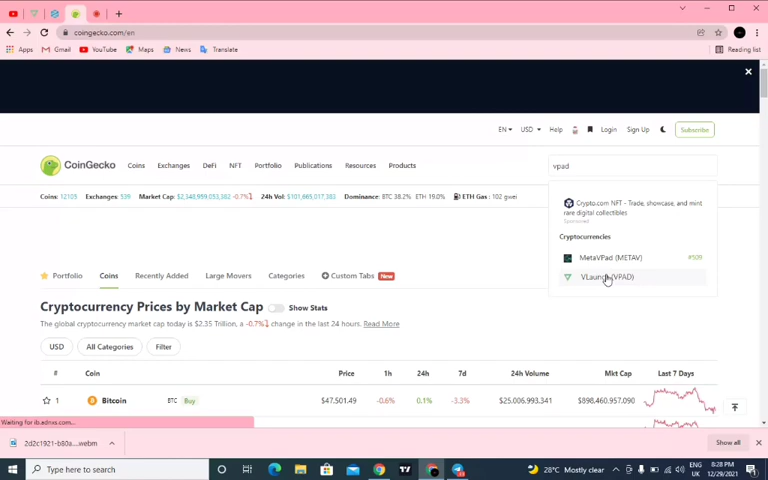 coingecko.com/en
Apps
Gmail
YouTube
Maps
News
Translate
Reading list
EN
USD
Help
Login
Sign Up
Subscribe
CoinGecko
Coins
Exchanges
DeFi
NFT
Portfolio
Publications
Resources
Products
vpad
Coins: 12105
Exchanges: 539
Market Cap: $2,348,959,053,382 -0.7%
24h Vol: $101,665,017,383
Dominance: BTC 38.2% ETH 19.0%
ETH Gas: 102 gwei
Crypto.com NFT - Trade, showcase, and mint
rare digital collectibles
Sponsored
Cryptocurrencies
MetaVPad (METAV)
#509
(VPAD)
Portfolio
Coins
Recently Added
Large Movers
Categories
Custom Tabs
New
Cryptocurrency Prices by Market Cap
Show Stats
The global cryptocurrency market cap today is $2.35 Trillion, a -0.7% change in the last 24 hours. Read More
USD
All Categories
Filter
#
Coin
Price
1h
24h
7d
24h Volume
Mkt Cap
Last 7 Days
1
Bitcoin
BTC
Buy
$47,501.49
-0.6%
0.1%
-3.3%
$25,006,993,341
$898,460,957,090
Waiting for ib.adnxs.com...
2d2c1921-b80a....webm
Show all
Type here to search
28°C Mostly clear
ENG
UK
8:28 PM
12/29/2021